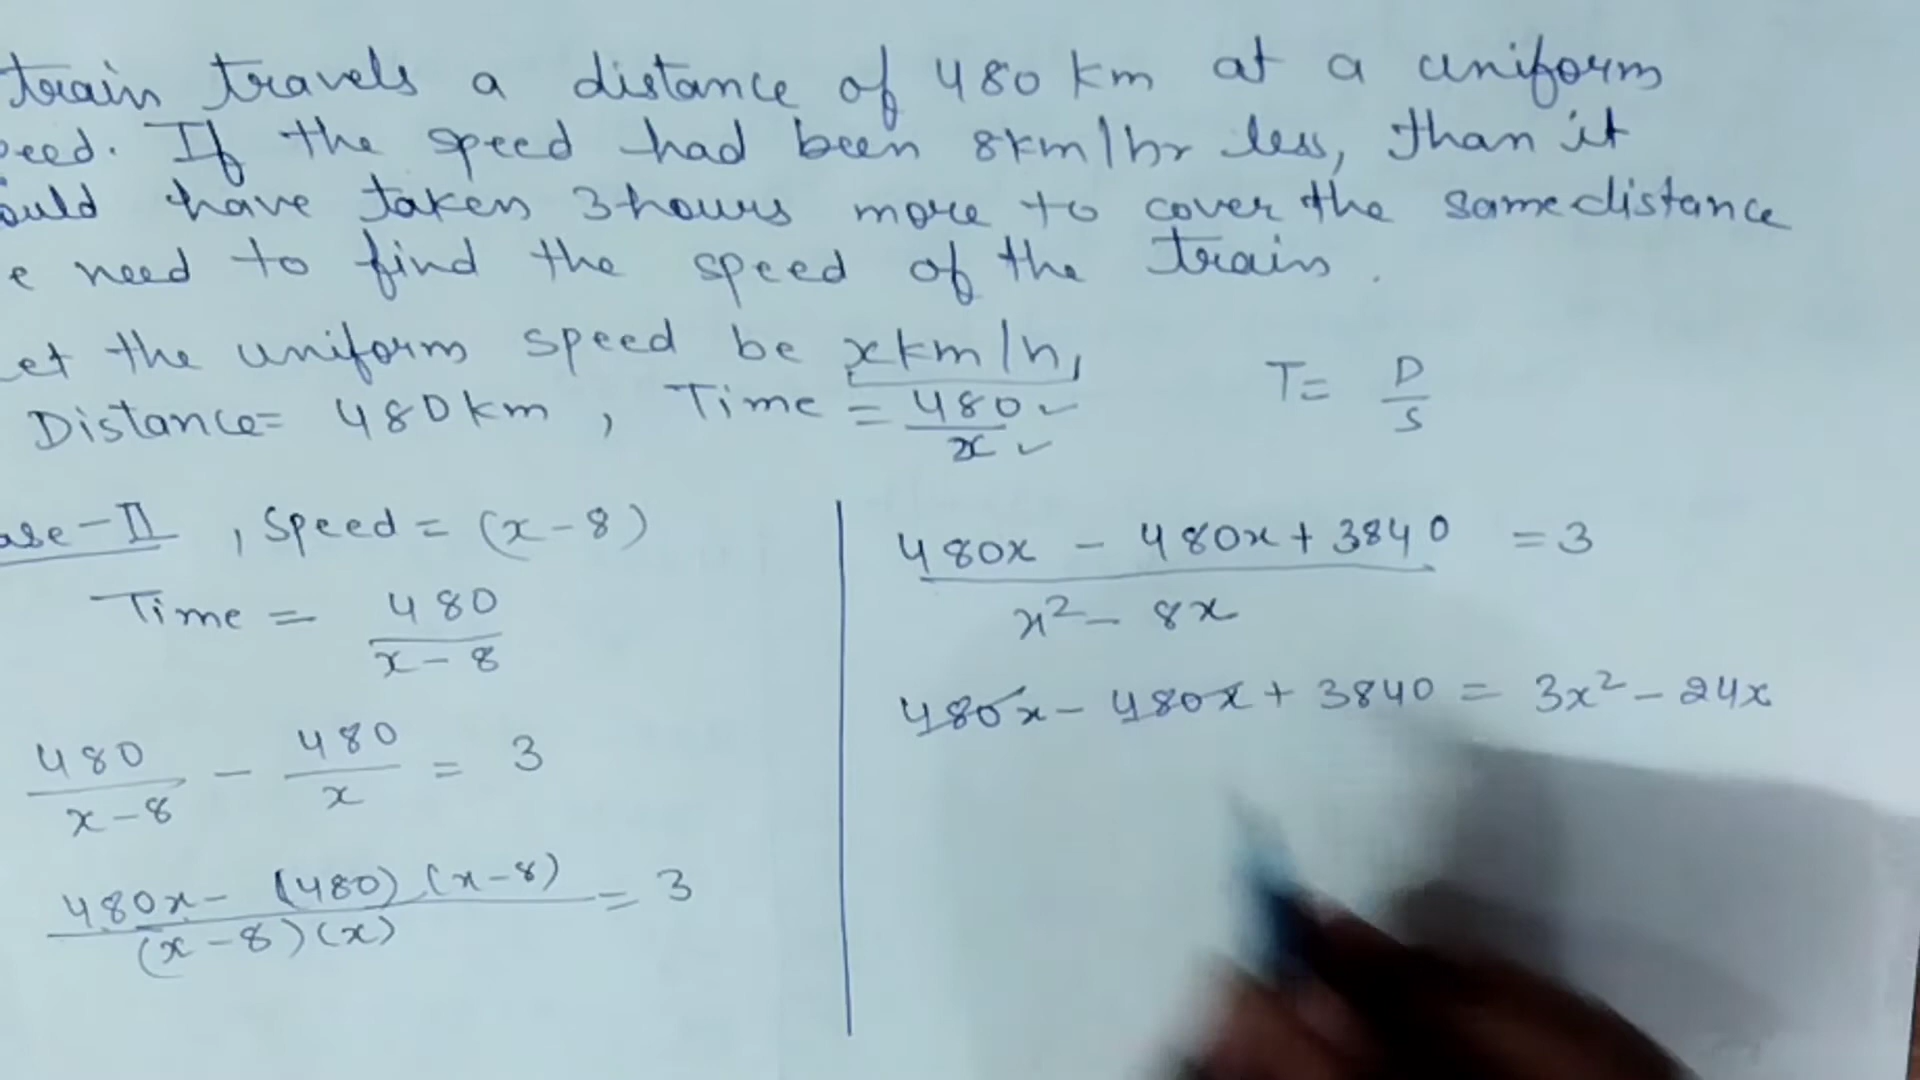 train travels a distance of 480 km at a uniform
peed. If the speed had been 8km/hr less, than it
ould have taken 3 hours more to cover the same distance
e need to find the speed of the train.
et the uniform speed be x km/h,
Distance = 480 km, Time = 480/x
T = D/S
ase-II, Speed = (x-8)
Time = 480/x-8
480/x-8 - 480/x = 3
480x - (480)(x-8)/(x-8)(x) = 3
480x - 480x + 3840/x² - 8x = 3
480x - 480x + 3840 = 3x² - 24x